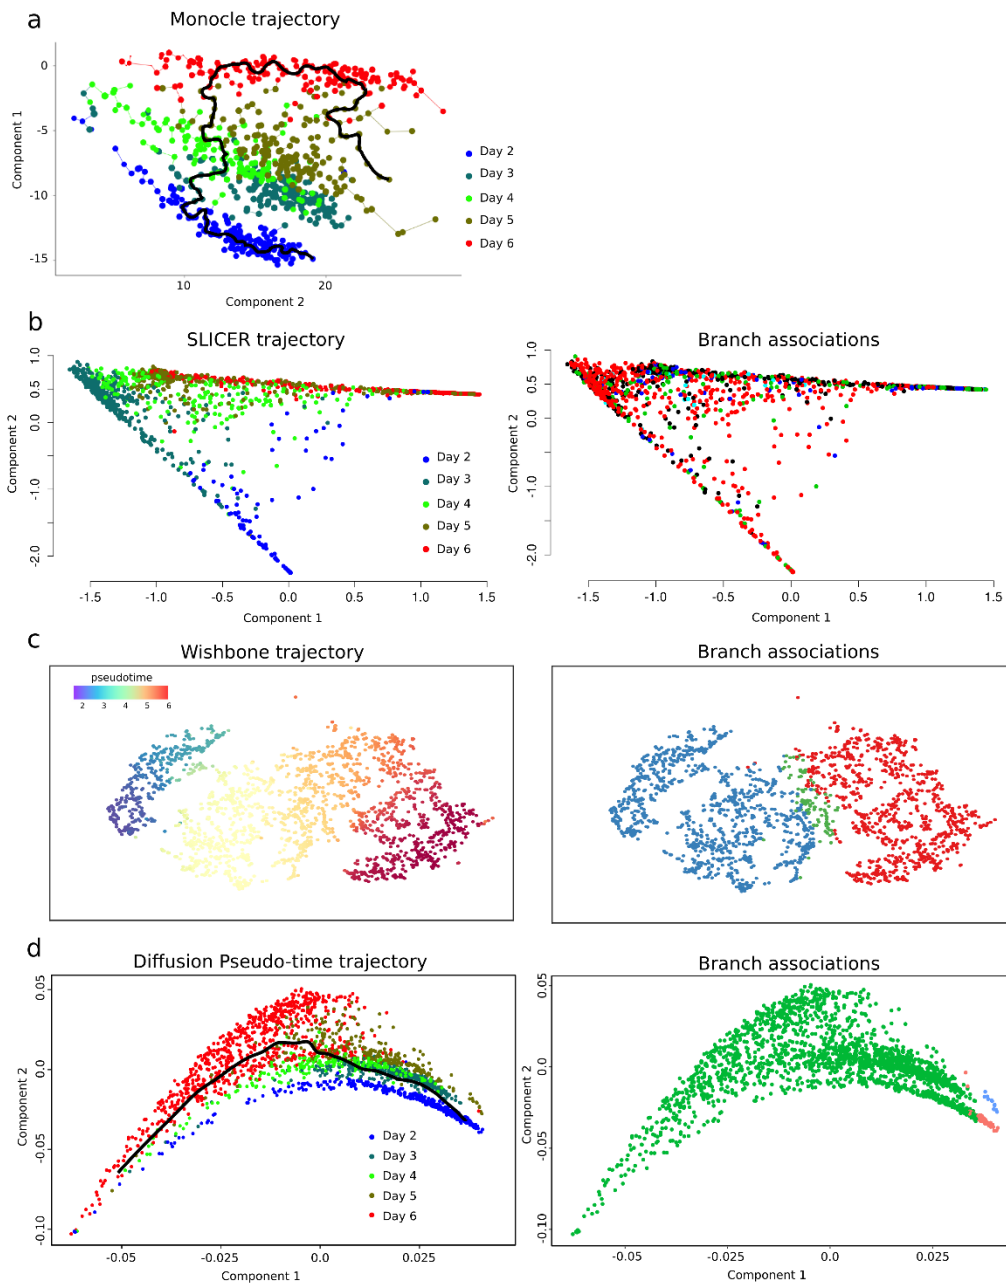 a
Monocle trajectory
0
-5
-10
-15
Component 1
10
20
Component 2
Day 2
Day 3
Day 4
Day 5
Day 6
b
SLICER trajectory
1.0
0.5
0.0
-1.0
-2.0
Component 2
-1.5
-1.0
-0.5
0.0
0.5
1.0
1.5
Component 1
Day 2
Day 3
Day 4
Day 5
Day 6
Branch associations
1.0
0.5
0.0
-1.0
-2.0
Component 2
-1.5
-1.0
-0.5
0.0
0.5
1.0
1.5
Component 1
c
Wishbone trajectory
pseudotime
2 3 4 5 6
Branch associations
d
Diffusion Pseudo-time trajectory
0.05
0.0
-0.05
-0.10
Component 2
-0.05
-0.025
0.0
0.025
Component 1
Day 2
Day 3
Day 4
Day 5
Day 6
Branch associations
0.05
0.0
-0.05
-0.10
Component 2
-0.05
-0.025
0.0
0.025
Component 1